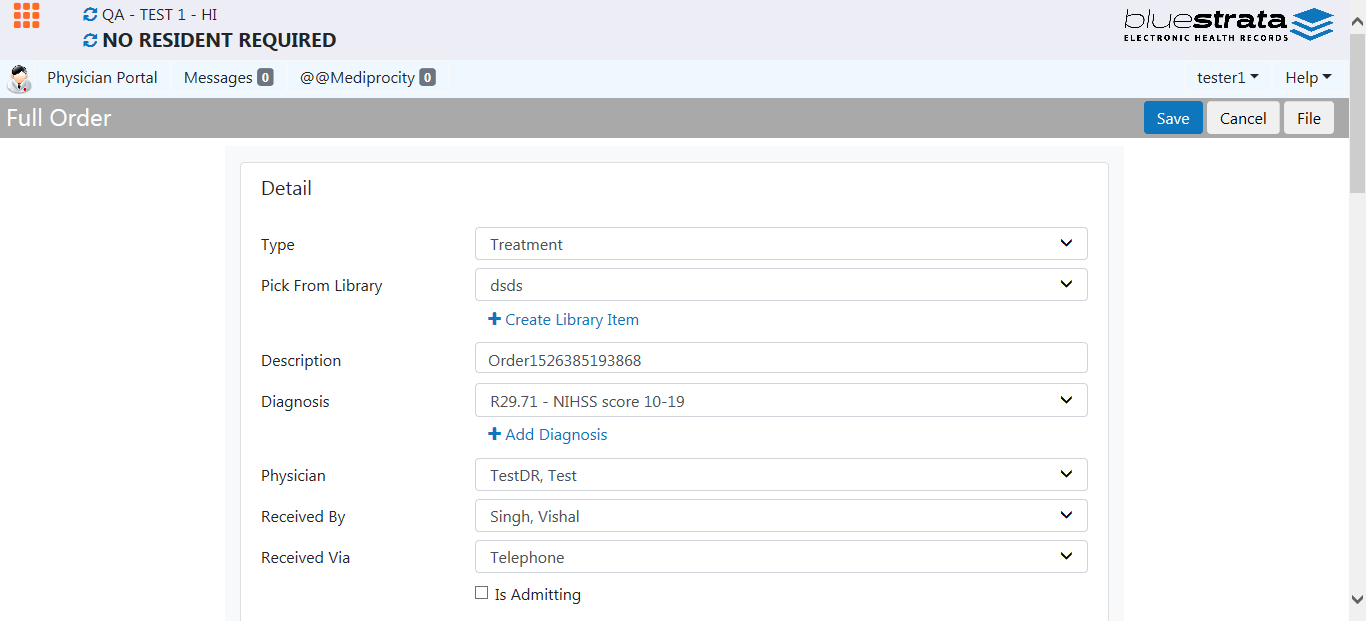 QA - TEST 1 - HI
NO RESIDENT REQUIRED
bluestrata
ELECTRONIC HEALTH RECORDS
Physician Portal Messages 0 @@Mediprocity 0 tester1 Help
Full Order Save Cancel File
Detail
Type Treatment
Pick From Library dsds
Create Library Item
Description Order1526385193868
Diagnosis R29.71 - NIHSS score 10-19
Add Diagnosis
Physician TestDR, Test
Received By Singh, Vishal
Received Via Telephone
Is Admitting